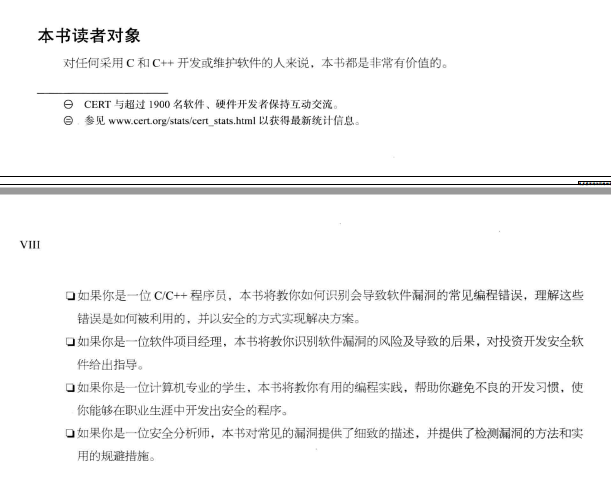 本书读者对象
对任何采用 C 和 C++ 开发或维护软件的人来说，本书都是非常有价值的。
㊀ CERT 与超过 1900 名软件、硬件开发者保持互动交流。
㊁ 参见 www.cert.org/stats/cert_stats.html 以获得最新统计信息。
VIII
❏如果你是一位 C/C++ 程序员，本书将教你如何识别会导致软件漏洞的常见编程错误，理解这些
错误是如何被利用的，并以安全的方式实现解决方案。
❏如果你是一位软件项目经理，本书将教你识别软件漏洞的风险及导致的后果，对投资开发安全软
件给出指导。
❏如果你是一位计算机专业的学生，本书将教你有用的编程实践，帮助你避免不良的开发习惯，使
你能够在职业生涯中开发出安全的程序。
❏如果你是一位安全分析师，本书对常见的漏洞提供了细致的描述，并提供了检测漏洞的方法和实
用的规避措施。